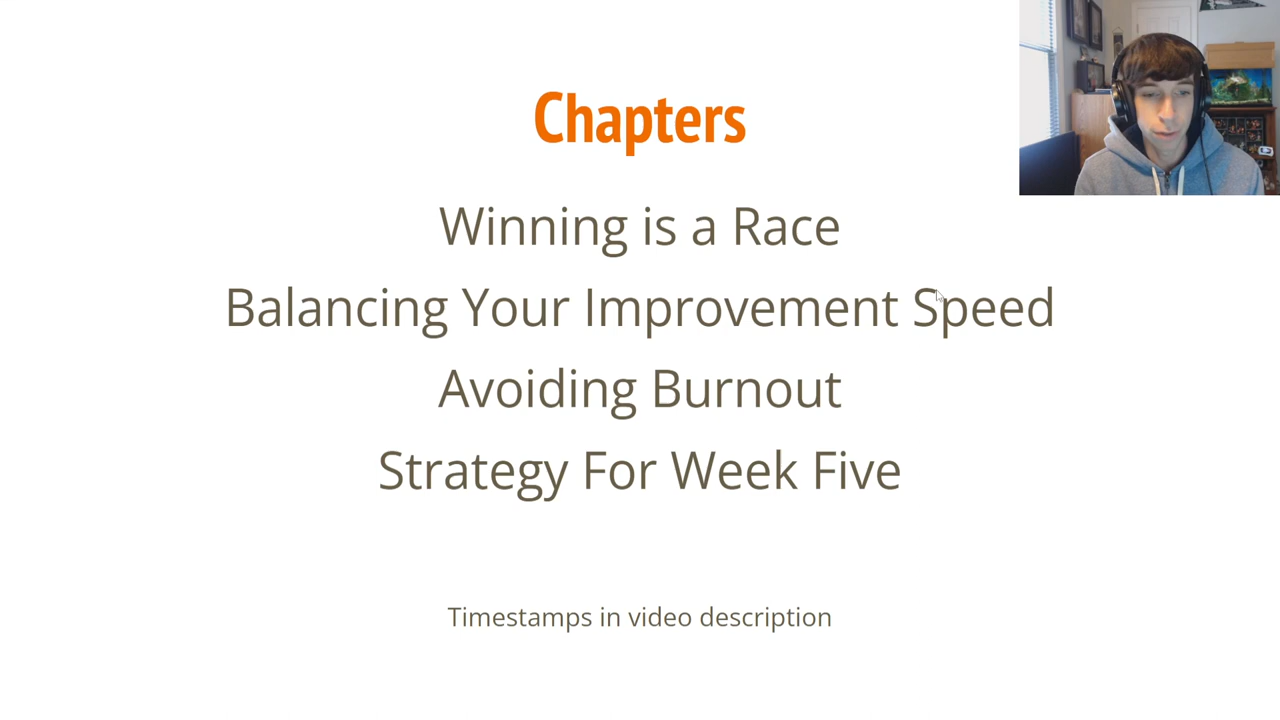 Chapters
Winning is a Race
Balancing Your Improvement Speed
Avoiding Burnout
Strategy For Week Five
Timestamps in video description